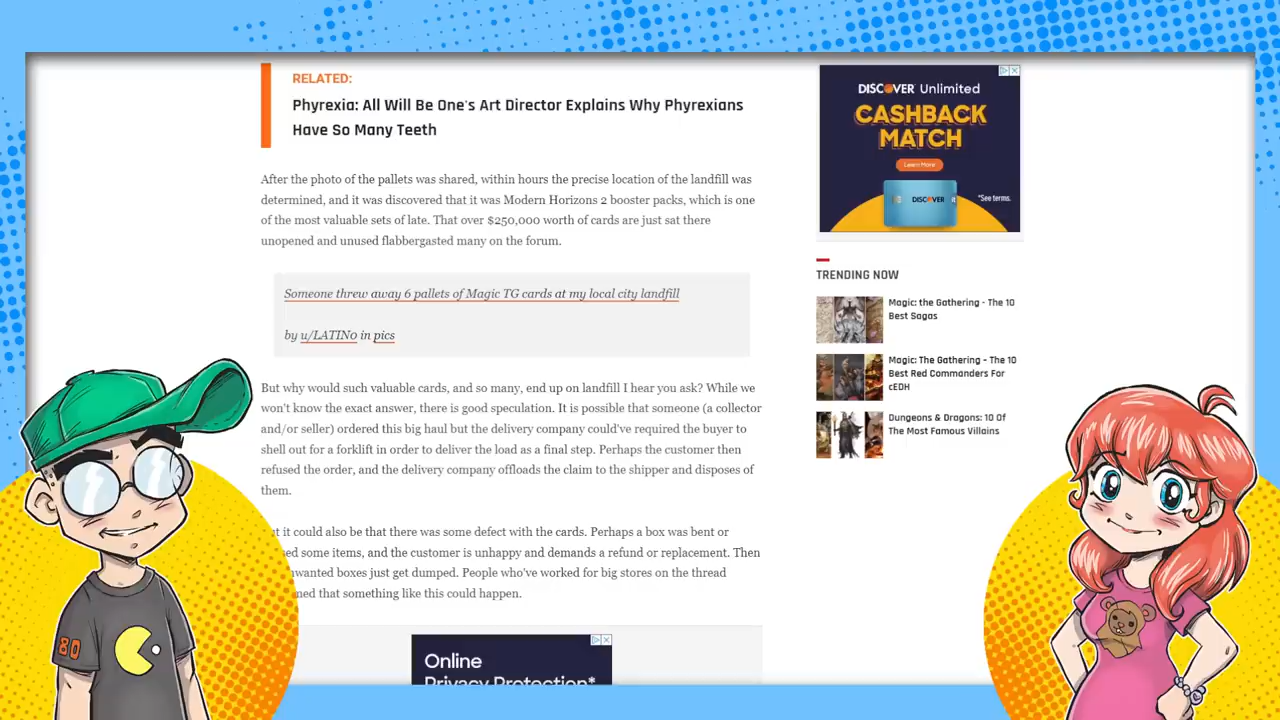 RELATED:
Phyrexia: All Will Be One's Art Director Explains Why Phyrexians
Have So Many Teeth
After the photo of the pallets was shared, within hours the precise location of the landfill was
determined, and it was discovered that it was Modern Horizons 2 booster packs, which is one
of the most valuable sets of late. That over $250,000 worth of cards are just sat there
unopened and unused flabbergasted many on the forum.
Someone threw away 6 pallets of Magic TG cards at my local city landfill
by u/LATIN0 in pics
But why would such valuable cards, and so many, end up on landfill I hear you ask? While we
won't know the exact answer, there is good speculation. It is possible that someone (a collector
and/or seller) ordered this big haul but the delivery company could've required the buyer to
shell out for a forklift in order to deliver the load as a final step. Perhaps the customer then
refused the order, and the delivery company offloads the claim to the shipper and disposes of
them.
it could also be that there was some defect with the cards. Perhaps a box was bent or
some items, and the customer is unhappy and demands a refund or replacement. Then
boxes just get dumped. People who've worked for big stores on the thread
that something like this could happen.
Online
Privacy Protection*
DISCOVER Unlimited
CASHBACK
MATCH
Learn More
DISCOVER
*See terms.
TRENDING NOW
Magic: the Gathering - The 10
Best Sagas
Magic: The Gathering - The 10
Best Red Commanders For
cEDH
Dungeons & Dragons: 10 Of
The Most Famous Villains
80